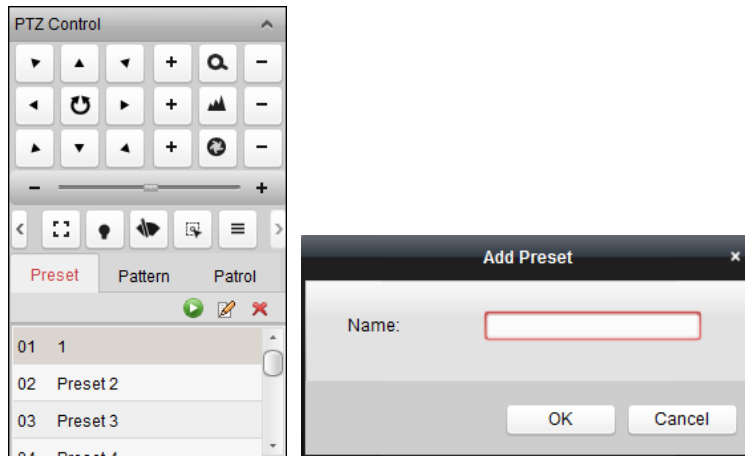 PTZ Control
Preset Pattern Patrol
01 1
02 Preset 2
03 Preset 3
Add Preset
Name:
OK Cancel